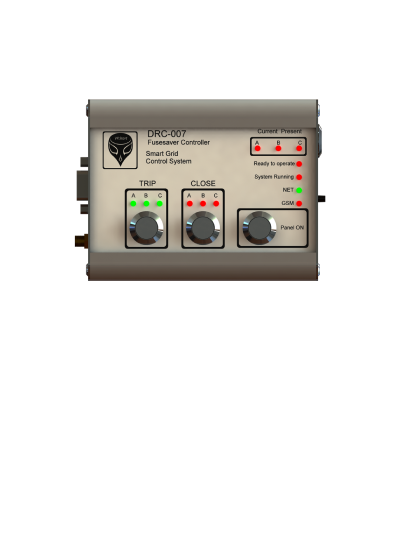 DRC-007
Fusesaver Controller
Smart Grid
Control System
Current Present
A B C
Ready to operate
System Running
NET
GSM
TRIP
A B C
CLOSE
A B C
Panel ON